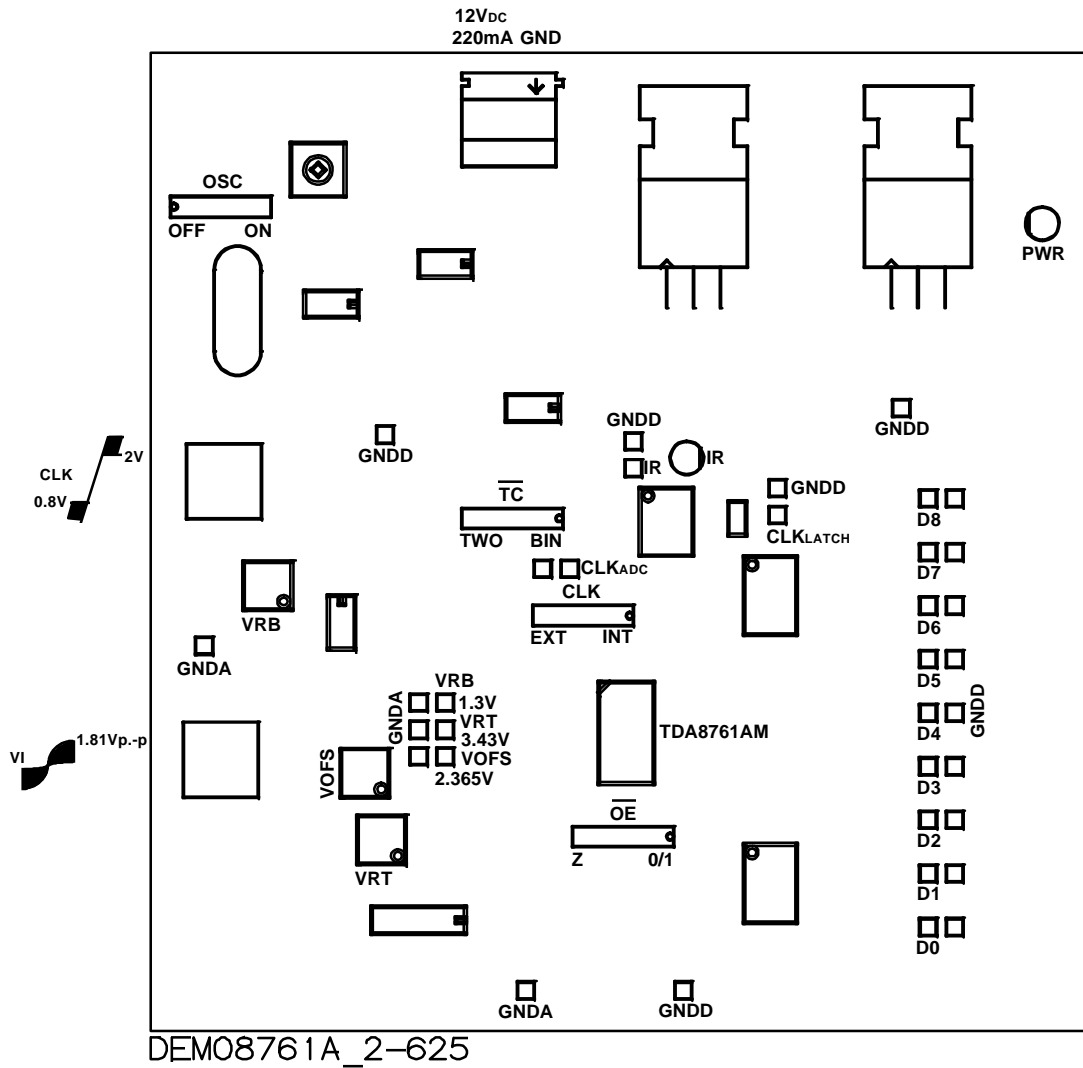 12VDC
220mA GND
OSC
OFF ON
PWR
GNDD
GNDD
GNDD
IR
IR
2V
CLK
0.8V
TC
TWO BIN
GNDD
CLKLATCH
D8
CLKADC
CLK
EXT INT
D7
VRB
D6
GNDA
D5
VRB
GNDA
1.3V
VRT
3.43V
VOFS
2.365V
VOFS
TDA8761AM
D4
GNDD
1.81Vp.-p
VI
D3
OE
Z 0/1
D2
VRT
D1
D0
GNDA
GNDD
DEMO8761A_2-625